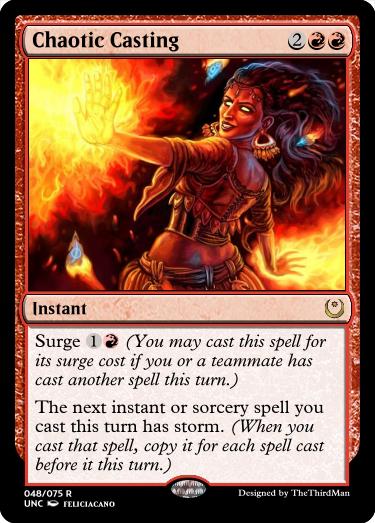 Chaotic Casting 2
Instant
Surge 1 (You may cast this spell for
its surge cost if you or a teammate has
cast another spell this turn.)
The next instant or sorcery spell you
cast this turn has storm. (When you
cast that spell, copy it for each spell cast
before it this turn.)
048/075 R
Designed by TheThirdMan
UNC FELICIACANO